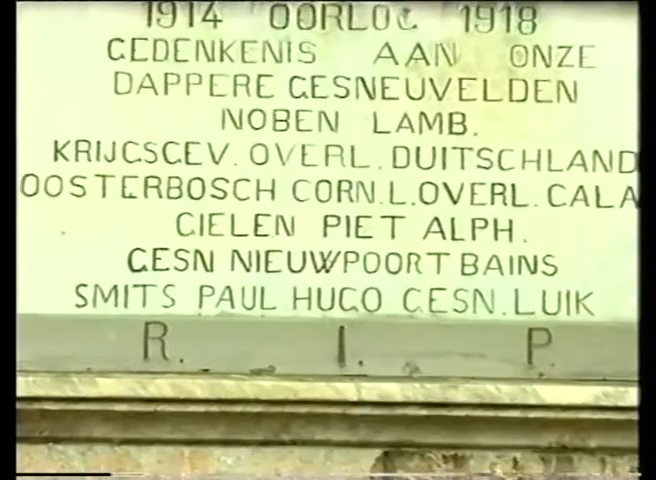 1914 OORLOG 1918
GEDENKENIS AAN ONZE
DAPPERE GESNEUVELDEN
NOBEN LAMB.
KRIJGSGEV. OVERL. DUITSCHLAND
OOSTERBOSCH CORN. L. OVERL. CALA
GIELEN PIET ALPH.
GESN NIEUWPOORT BAINS
SMITS PAUL HUGO GESN. LUIK
R. I. P